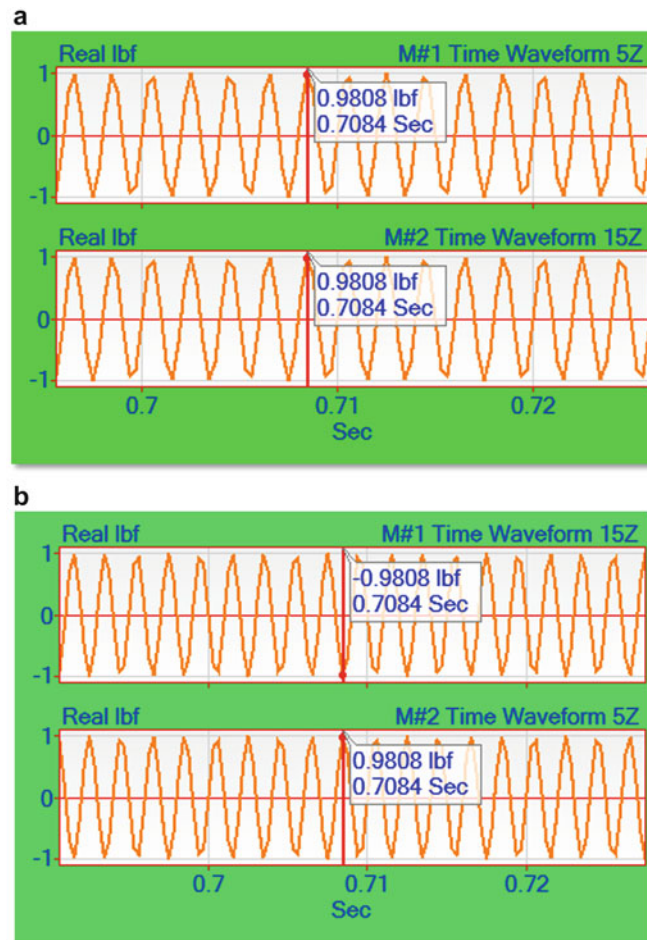 a
Real lbf M#1 Time Waveform 5Z
1
0.9808 lbf
0.7084 Sec
0
-1
Real lbf M#2 Time Waveform 15Z
1
0.9808 lbf
0.7084 Sec
0
-1
0.7 0.71 0.72
Sec
b
Real lbf M#1 Time Waveform 15Z
1
-0.9808 lbf
0.7084 Sec
0
-1
Real lbf M#2 Time Waveform 5Z
1
0.9808 lbf
0.7084 Sec
0
-1
0.7 0.71 0.72
Sec